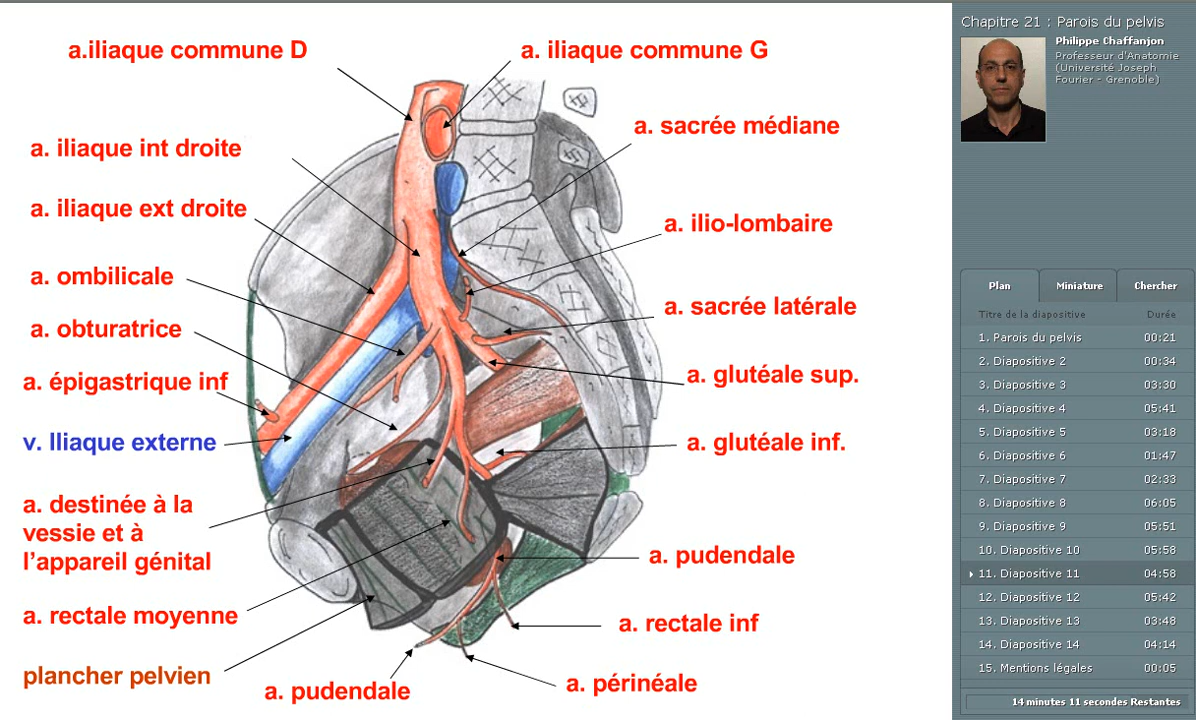 a.iliaque commune D
a. iliaque commune G
a. sacrée médiane
a. iliaque int droite
a. iliaque ext droite
a. ilio-lombaire
a. ombilicale
a. sacrée latérale
a. obturatrice
a. épigastrique inf
a. glutéale sup.
v. Iliaque externe
a. glutéale inf.
a. destinée à la
vessie et à
l'appareil génital
a. pudendale
a. rectale moyenne
a. rectale inf
plancher pelvien
a. pudendale
a. périnéale
Chapitre 21 : Parois du pelvis
Philippe Chaffanjon
Professeur d'Anatomie
(Université Joseph
Fourier - Grenoble)
Plan
Miniature
Chercher
Titre de la diapositive Durée
1. Parois du pelvis 00:21
2. Diapositive 2 00:34
3. Diapositive 3 03:30
4. Diapositive 4 05:41
5. Diapositive 5 03:18
6. Diapositive 6 01:47
7. Diapositive 7 02:33
8. Diapositive 8 06:05
9. Diapositive 9 05:51
10. Diapositive 10 05:58
11. Diapositive 11 04:58
12. Diapositive 12 05:42
13. Diapositive 13 03:48
14. Diapositive 14 04:14
15. Mentions légales 00:05
14 minutes 11 secondes Restantes